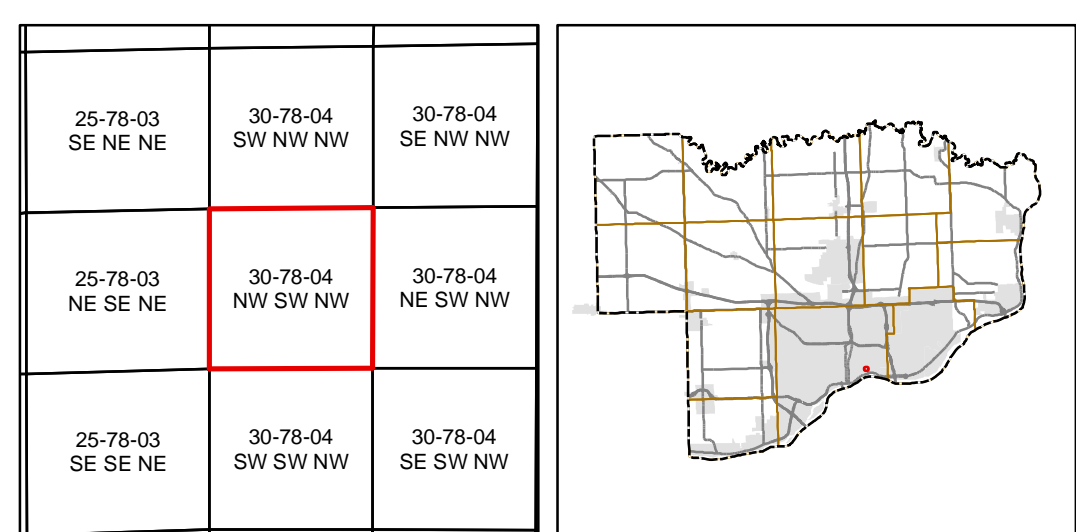 25-78-03
SE NE NE
30-78-04
SW NW NW
30-78-04
SE NW NW
25-78-03
NE SE NE
30-78-04
NW SW NW
30-78-04
NE SW NW
25-78-03
SE SE NE
30-78-04
SW SW NW
30-78-04
SE SW NW